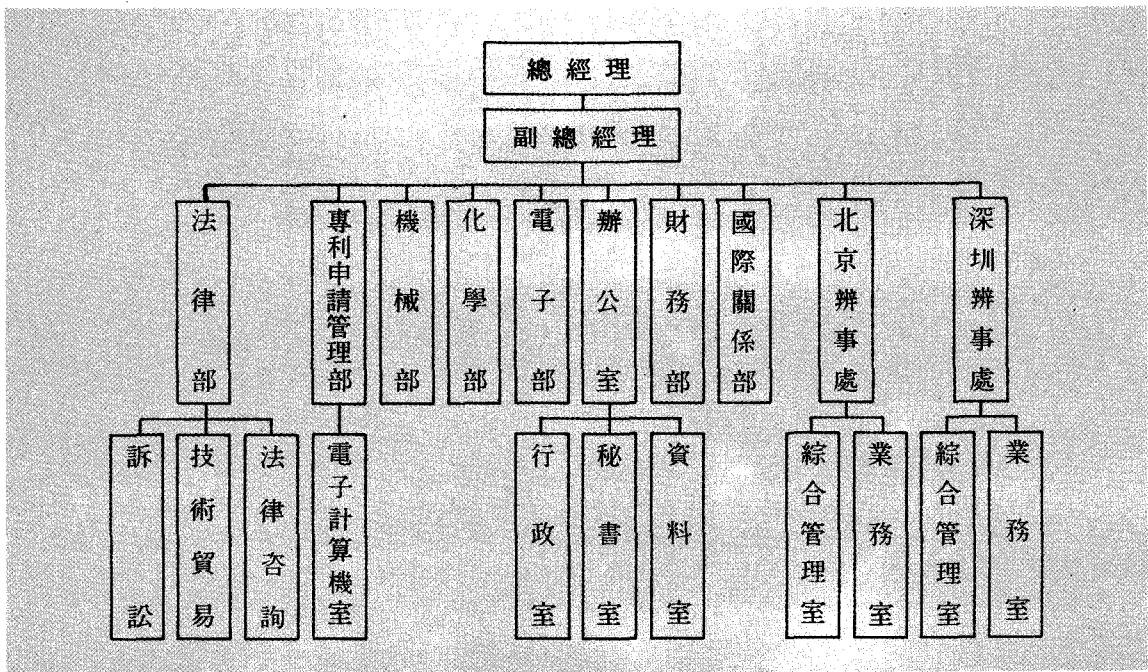 總經理
副總經理
法律部
專利申請管理部
機械部
化學部
電子部
辦公室
財務部
國際關係部
北京辨事處
深圳辨事處
訴訟
技術貿易
法律咨詢
電子計算機室
行政室
秘書室
資料室
綜合管理室
業務室
綜合管理室
業務室